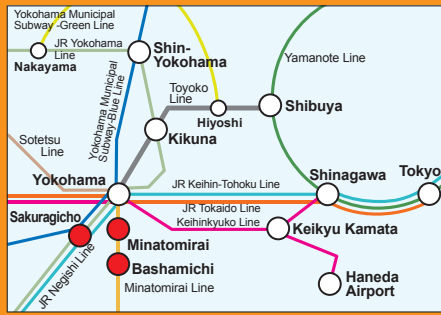 Yokohama Municipal
Subway -Green Line
JR Yokohama
Line
Nakayama
Shin-
Yokohama
Yamanote Line
Yokohama Municipal
Subway-Blue Line
Toyoko
Line
Hiyoshi
Shibuya
Kikuna
Sotetsu
Line
Yokohama
JR Keihin-Tohoku Line
Shinagawa
Tokyo
Sakuragicho
JR Tokaido Line
Keihinkyuko Line
Minatomirai
Keikyu Kamata
Bashamichi
JR Negishi Line
Minatomirai Line
Haneda
Airport